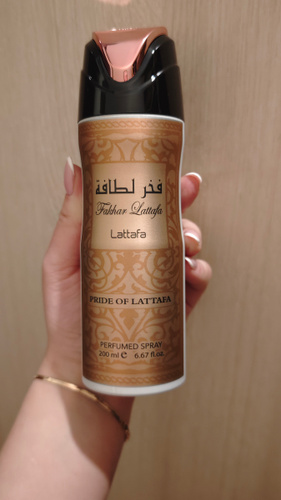 فخر لطافة
Fakhar Lattafa
Lattafa
PRIDE OF LATTAFA
PERFUMED SPRAY
200 ml ℮ 6.67 fl.oz.